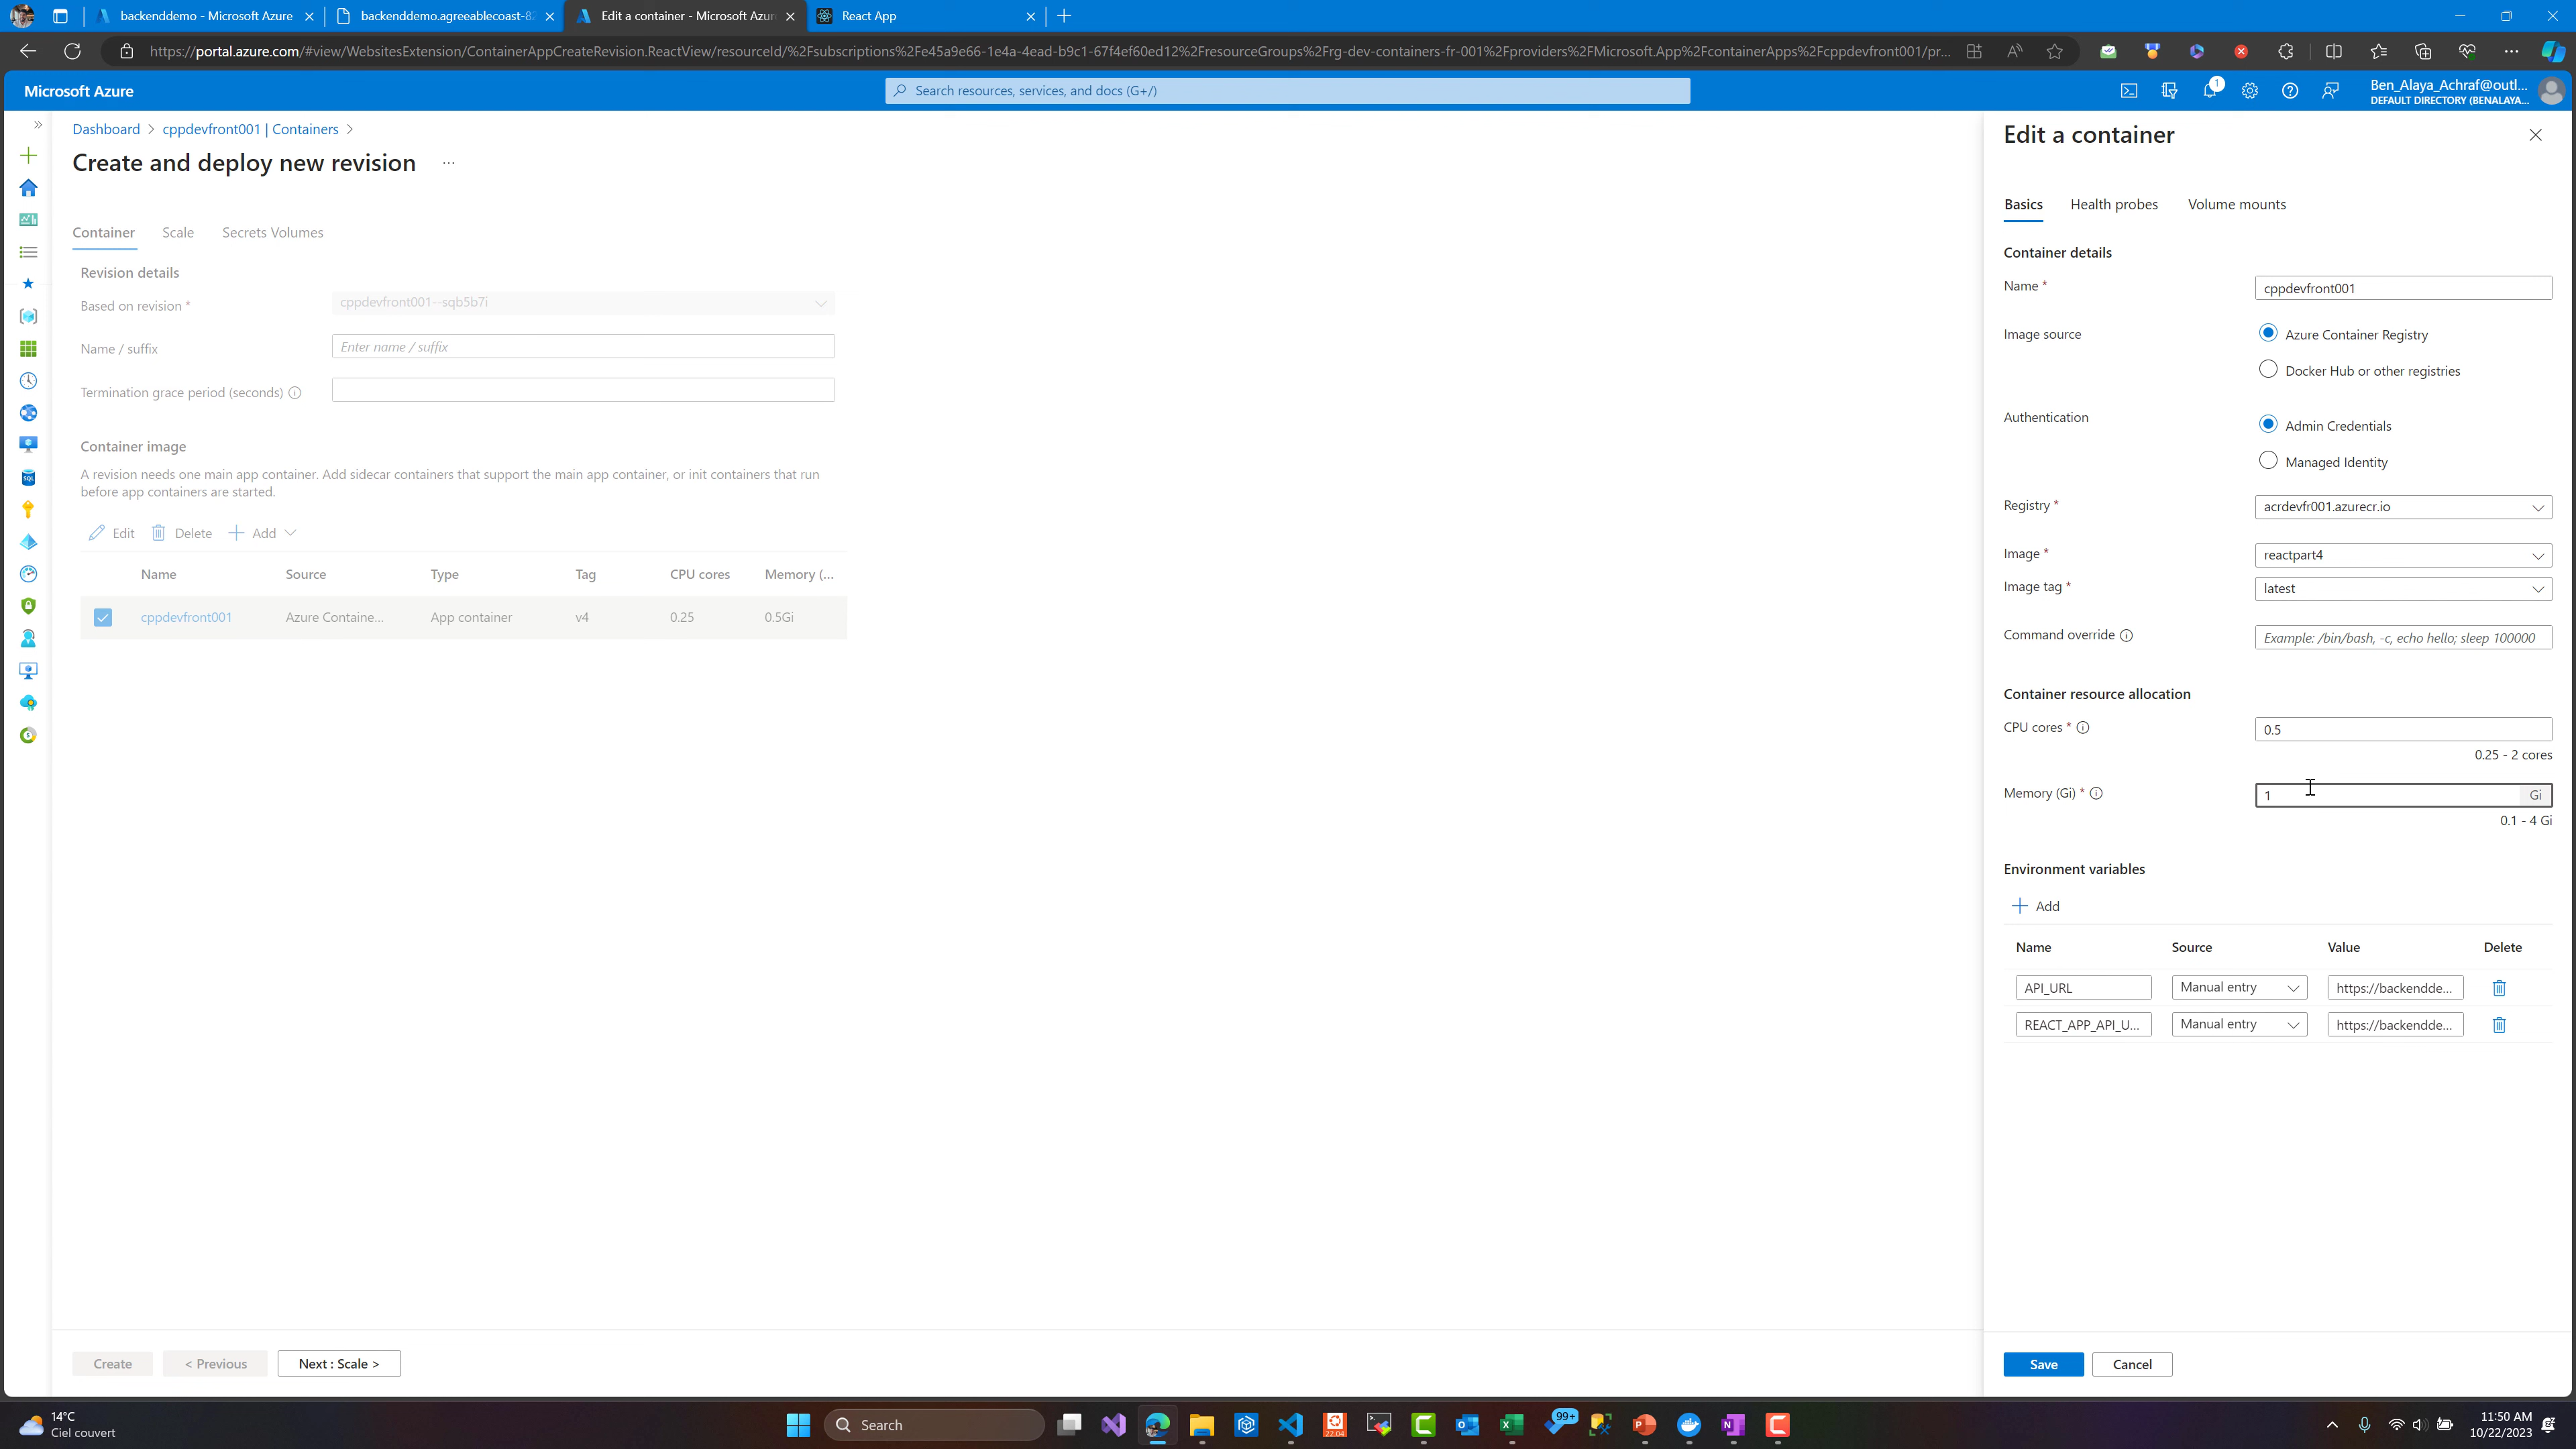 backenddemo - Microsoft Azure
backenddemo.agreeablecoast-82
Edit a container - Microsoft Azur
React App
https://portal.azure.com/#view/WebsitesExtension/ContainerAppCreateRevision.ReactView/resourceId/%2Fsubscriptions%2Fe45a9e66-1e4a-4ead-b9c1-67f4ef60ed12%2FresourceGroups%2Frg-dev-containers-fr-001%2Fproviders%2FMicrosoft.App%2FcontainerApps%2Fcppdevfront001/pr...
Microsoft Azure
Search resources, services, and docs (G+/)
1
Ben_Alaya_Achraf@outl...
DEFAULT DIRECTORY (BENALAYA...
Dashboard > cppdevfront001 | Containers >
Create and deploy new revision ...
Container Scale Secrets Volumes
Revision details
Based on revision *
cppdevfront001--sqb5b7i
Name / suffix
Enter name / suffix
Termination grace period (seconds)
Container image
A revision needs one main app container. Add sidecar containers that support the main app container, or init containers that run
before app containers are started.
Edit Delete Add
Name Source Type Tag CPU cores Memory (...
cppdevfront001 Azure Containe... App container v4 0.25 0.5Gi
Create < Previous Next : Scale >
Edit a container
Basics Health probes Volume mounts
Container details
Name *
cppdevfront001
Image source
Azure Container Registry
Docker Hub or other registries
Authentication
Admin Credentials
Managed Identity
Registry *
acrdevfr001.azurecr.io
Image *
reactpart4
Image tag *
latest
Command override
Example: /bin/bash, -c, echo hello; sleep 100000
Container resource allocation
CPU cores *
0.5
0.25 - 2 cores
Memory (Gi) *
1 Gi
0.1 - 4 Gi
Environment variables
Add
Name Source Value Delete
API_URL Manual entry https://backendde...
REACT_APP_API_U... Manual entry https://backendde...
Save Cancel
14°C
Ciel couvert
Search
SQL
22.04
99+
11:50 AM
10/22/2023